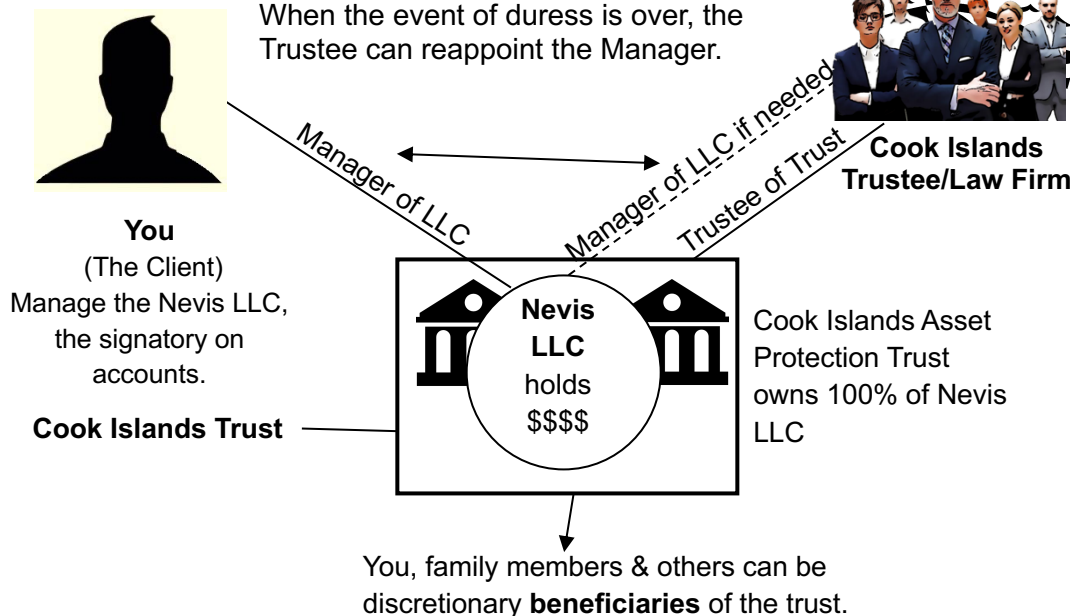 When the event of duress is over, the
Trustee can reappoint the Manager.
Manager of LLC
Manager of LLC if needed
Trustee of Trust
Cook Islands
Trustee/Law Firm
You
(The Client)
Manage the Nevis LLC,
the signatory on
accounts.
Cook Islands Trust
Nevis
LLC
holds
$$$$
Cook Islands Asset
Protection Trust
owns 100% of Nevis
LLC
You, family members & others can be
discretionary beneficiaries of the trust.